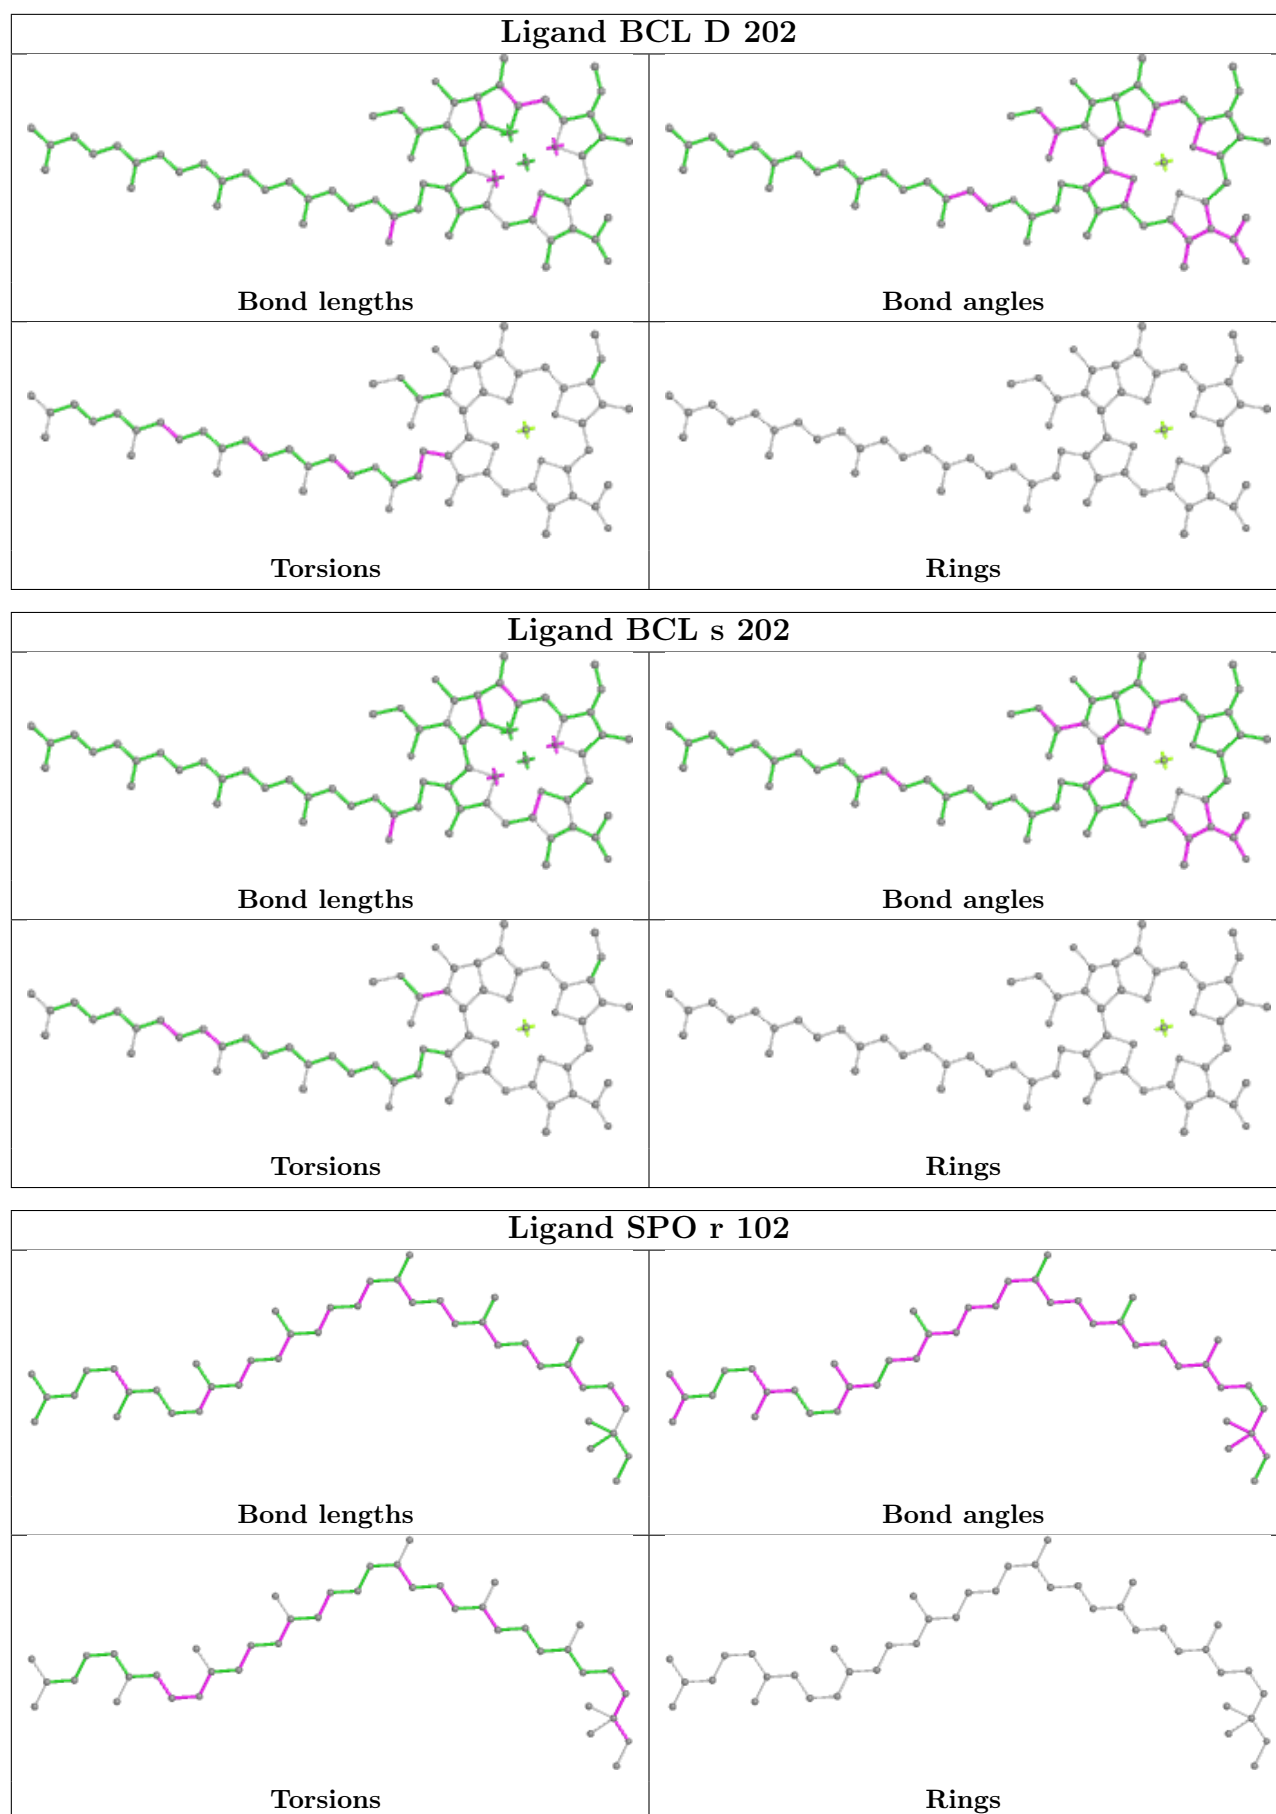 Ligand BCL D 202
Bond lengths
Bond angles
Torsions
Rings
Ligand BCL s 202
Bond lengths
Bond angles
Torsions
Rings
Ligand SPO r 102
Bond lengths
Bond angles
Torsions
Rings